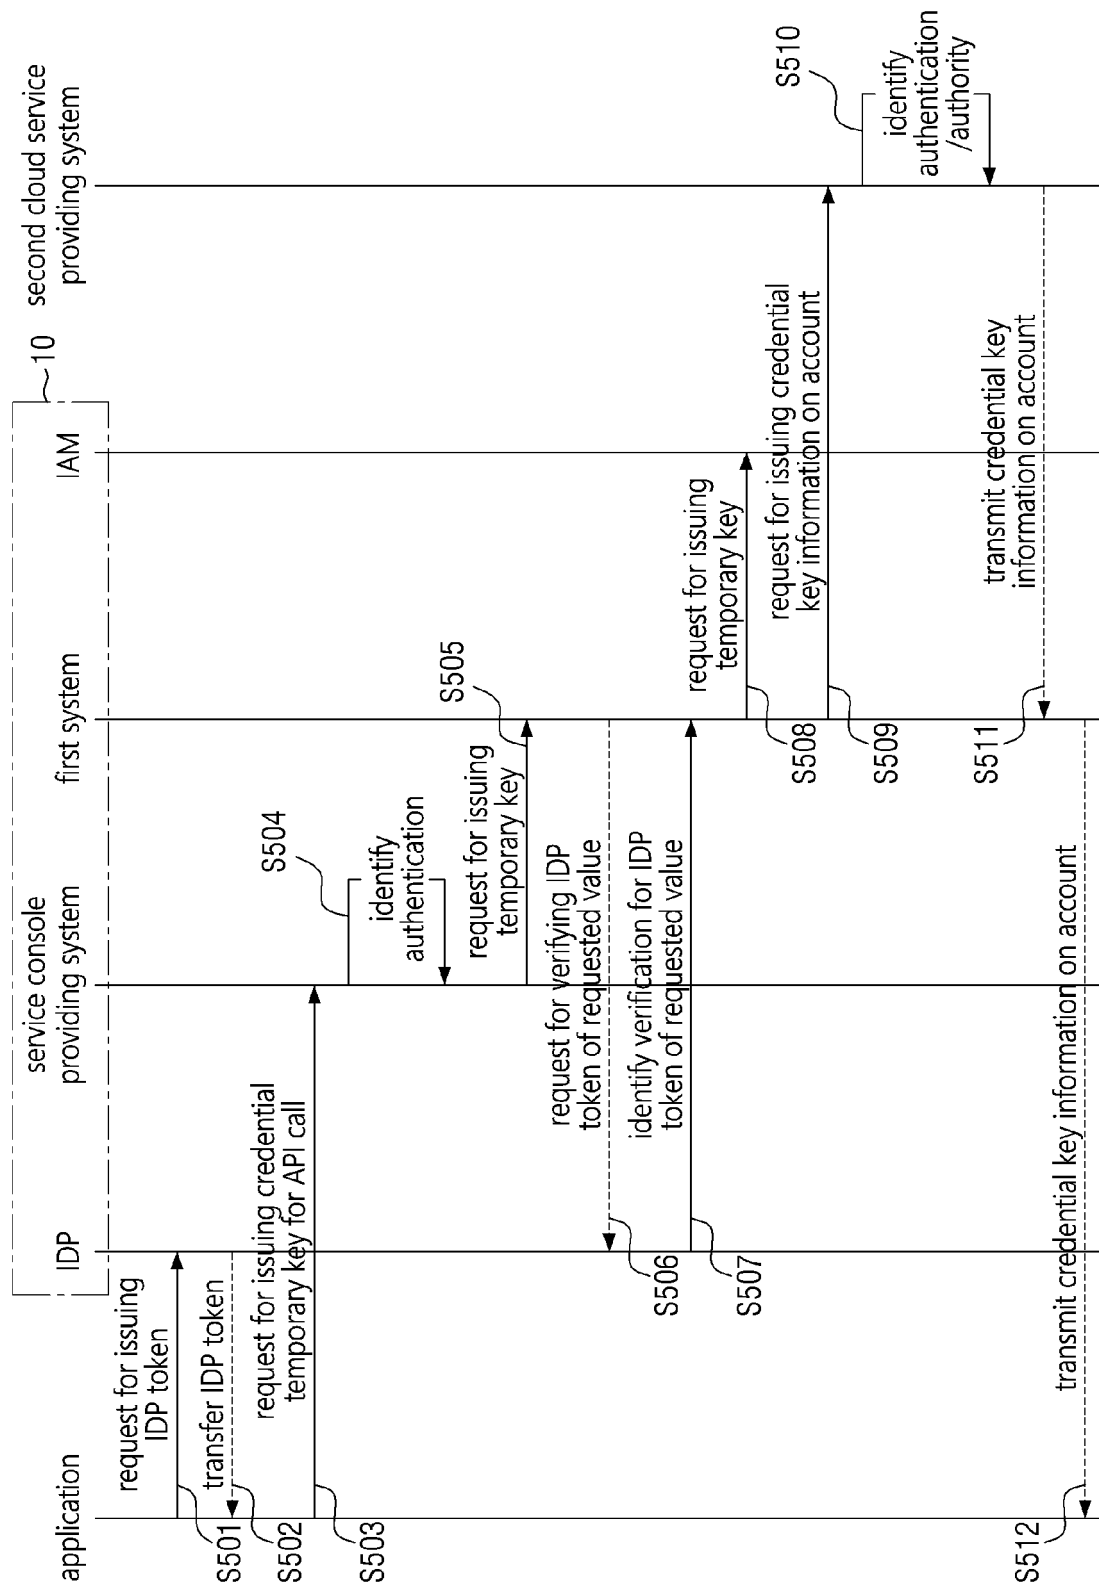 10
application
IDP
service console
providing system
first system
IAM
second cloud service
providing system
request for issuing
IDP token
S501
transfer IDP token
S502
request for issuing credential
temporary key for API call
S503
S504
identify
authentication
S505
request for issuing
temporary key
request for verifying IDP
token of requested value
S506
identify verification for IDP
token of requested value
S507
request for issuing
temporary key
S508
request for issuing credential
key information on account
S509
S510
identify
authentication
/authority
transmit credential key
information on account
S511
transmit credential key information on account
S512